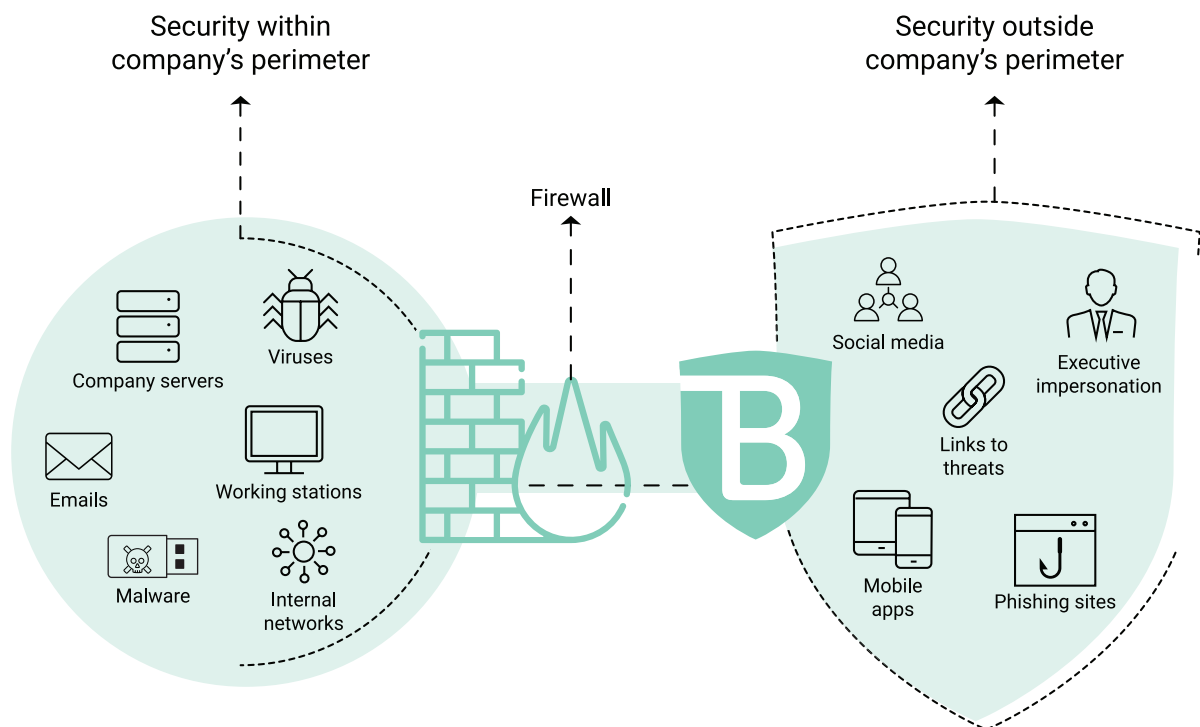 Security within
company’s perimeter
Security outside
company’s perimeter
Firewall
Company servers
Viruses
Emails
Working stations
Malware
Internal
networks
B
Social media
Executive
impersonation
Links to
threats
Mobile
apps
Phishing sites